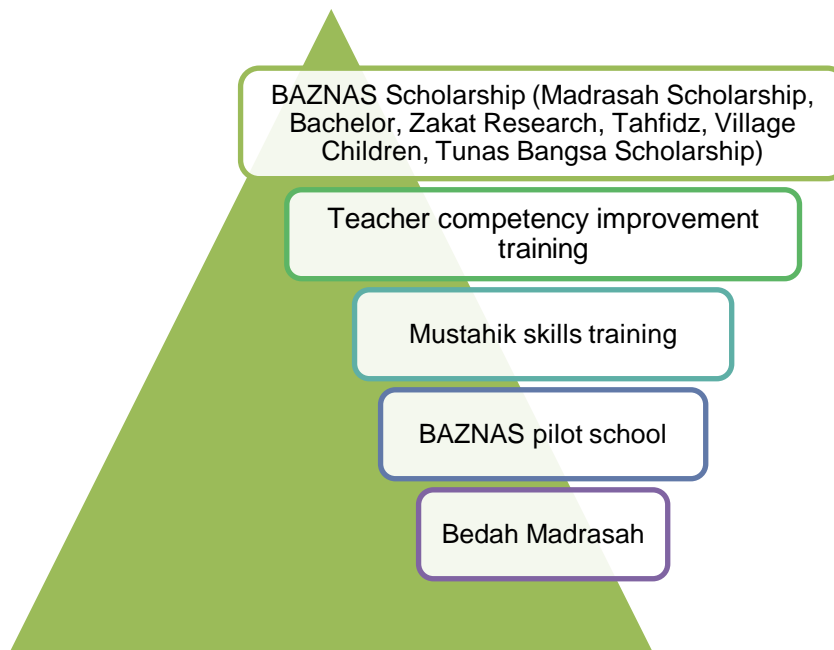 BAZNAS Scholarship (Madrasah Scholarship,
Bachelor, Zakat Research, Tahfidz, Village
Children, Tunas Bangsa Scholarship)
Teacher competency improvement
training
Mustahik skills training
BAZNAS pilot school
Bedah Madrasah